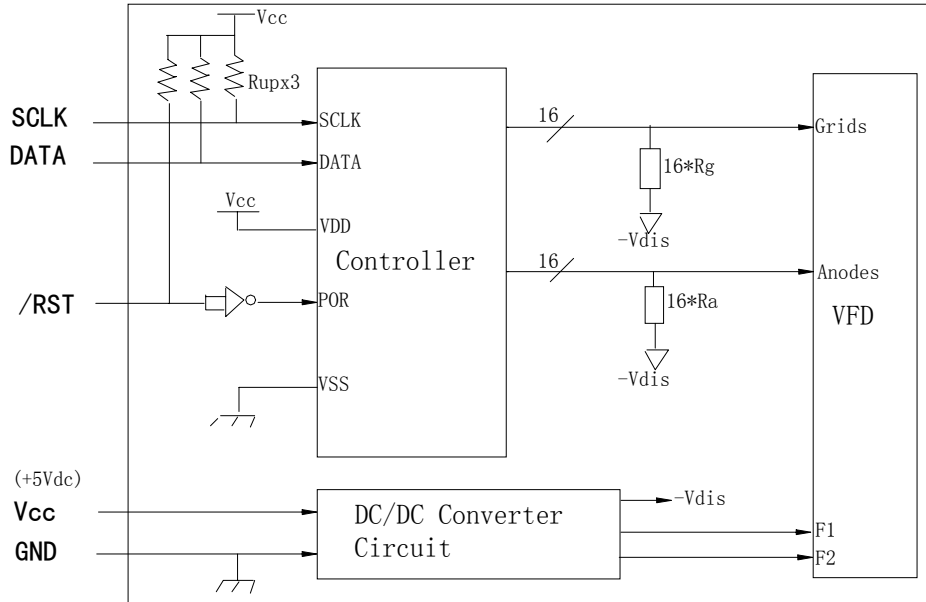 Vcc
Rupx3
SCLK
SCLK
DATA
DATA
Vcc
VDD
Controller
/RST
POR
VSS
16
Grids
16*Rg
-Vdis
16
Anodes
16*Ra
VFD
-Vdis
(+5Vdc)
Vcc
GND
DC/DC Converter
Circuit
-Vdis
F1
F2